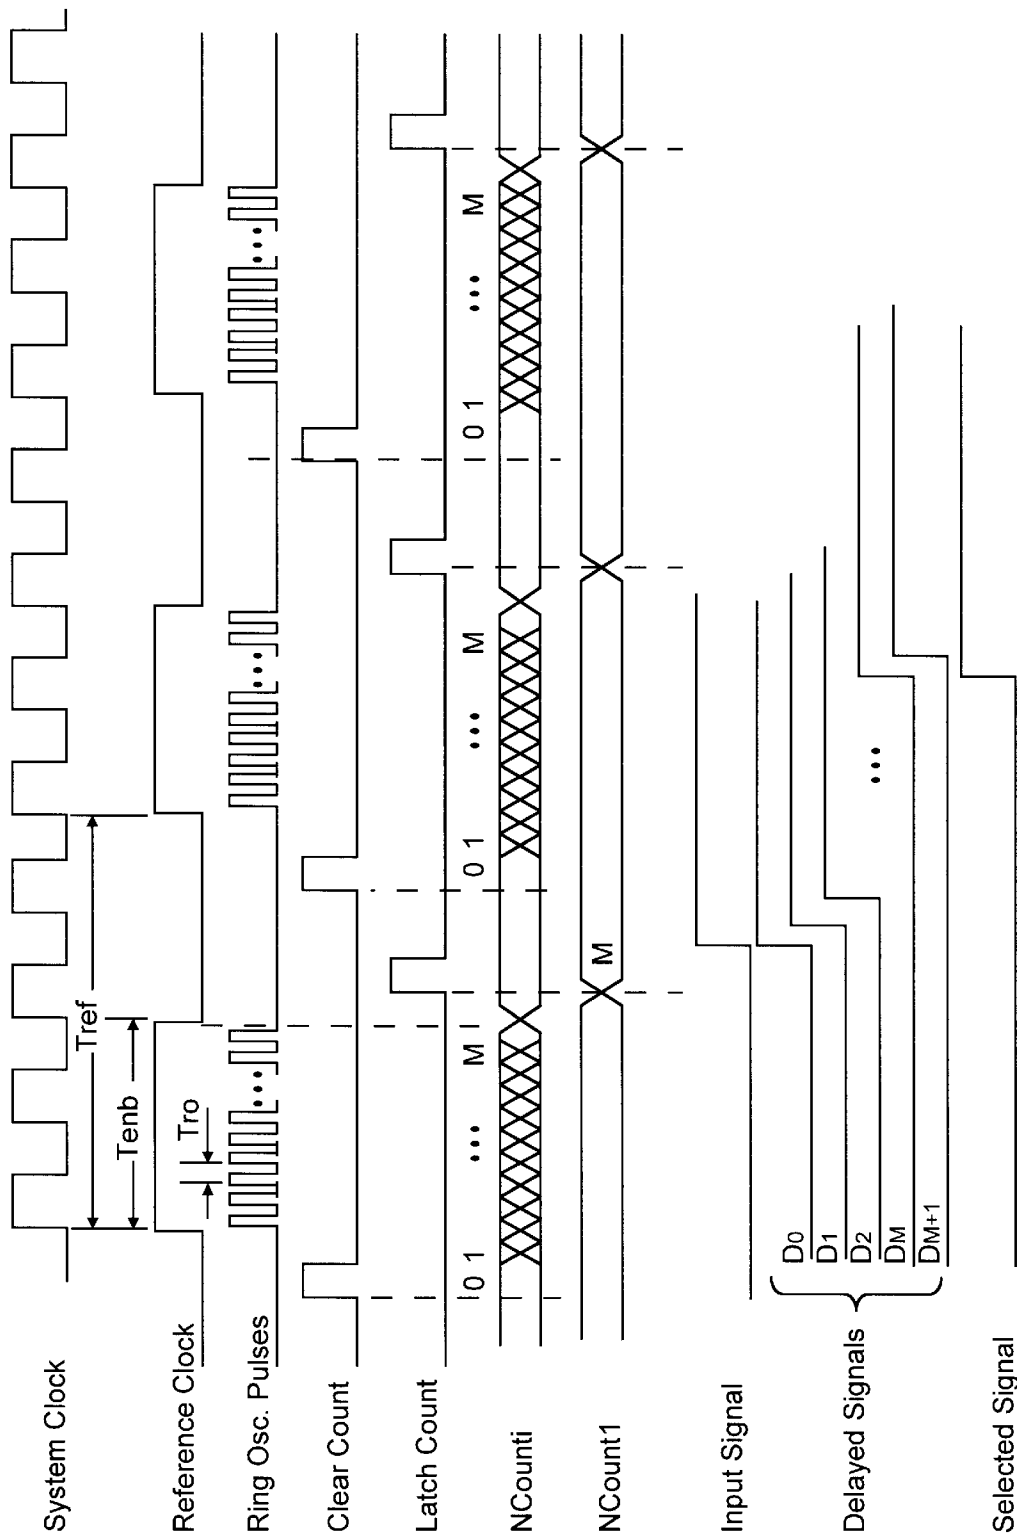 System Clock
Tref
Tenb
Reference Clock
Tro
Ring Osc. Pulses
•••
•••
•••
Clear Count
Latch Count
0 1 ••• M
0 1 ••• M
0 1 ••• M
NCounti
NCount1
M
Input Signal
Delayed Signals
D0
D1
D2
DM
DM+1
•••
Selected Signal